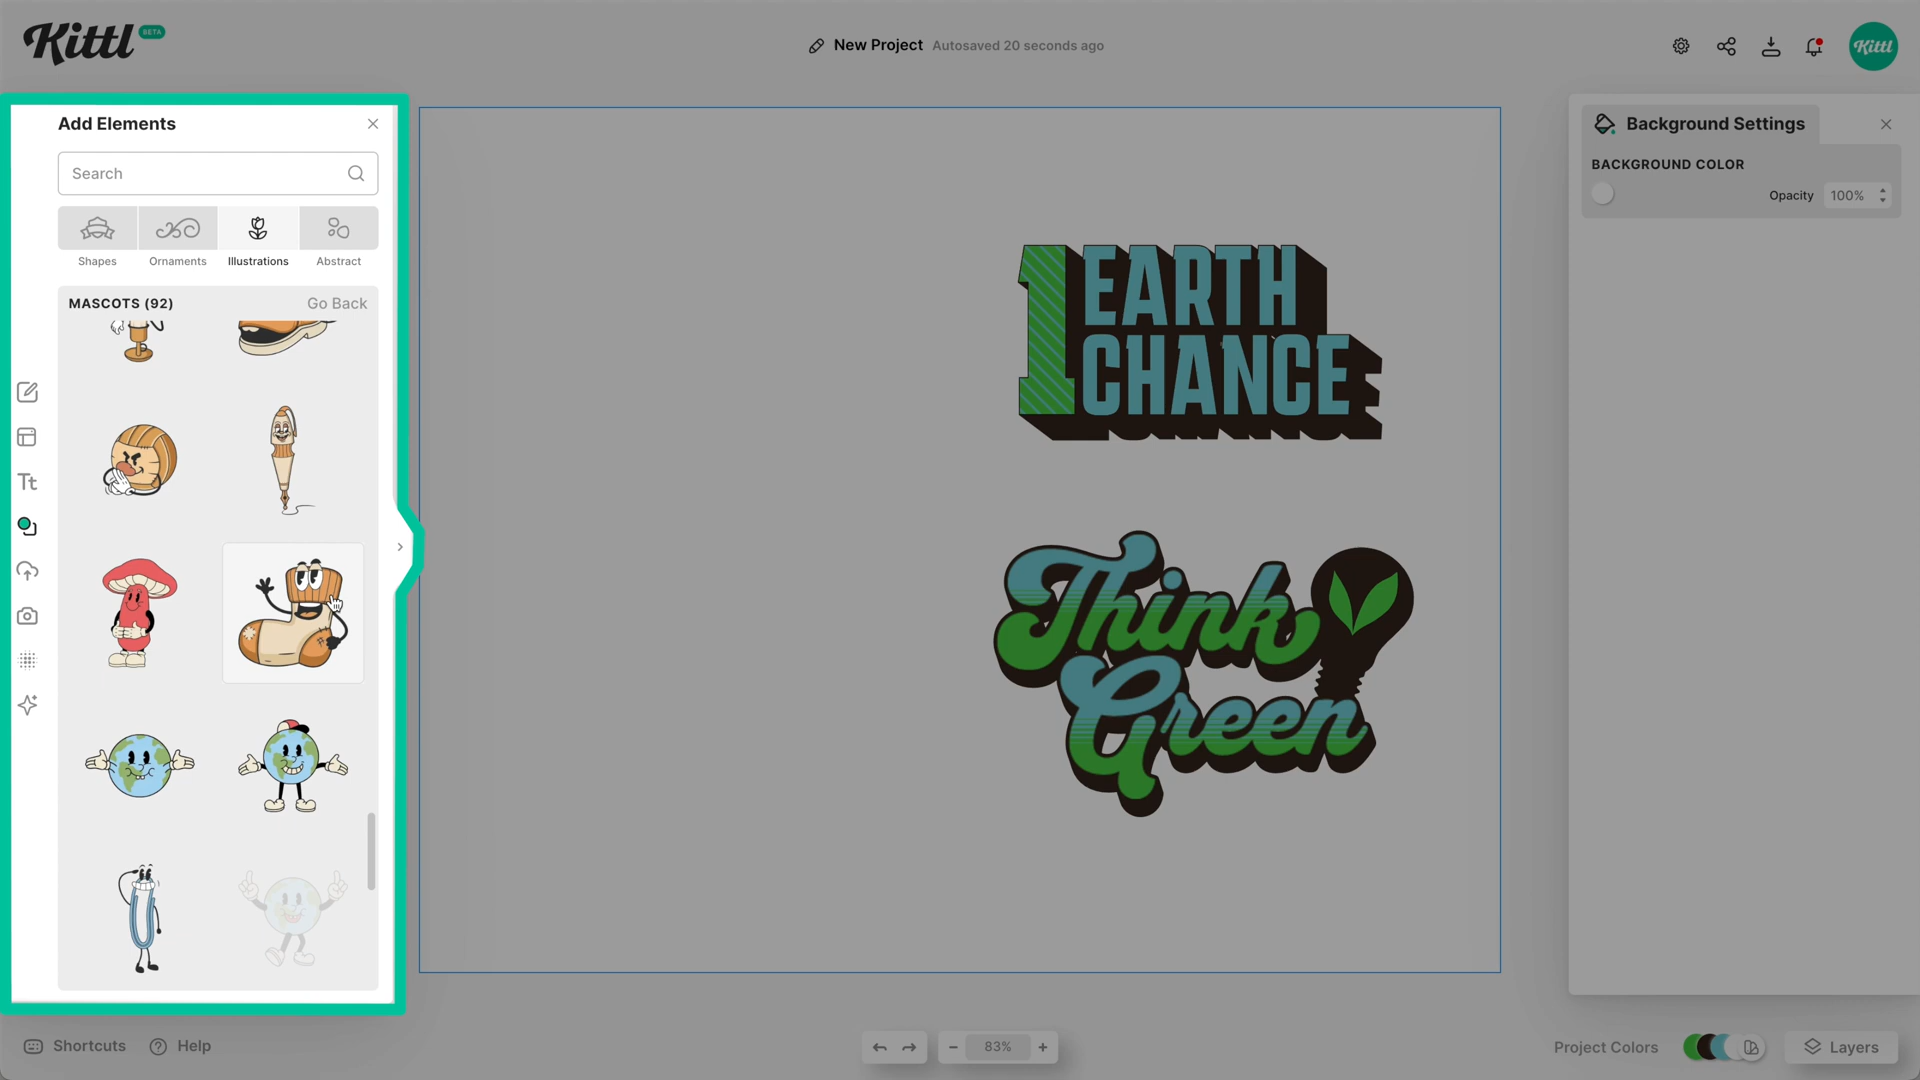 Kittl BETA
New Project Autosaved 20 seconds ago
Kittl
Add Elements
Search
Shapes Ornaments Illustrations Abstract
MASCOTS (92) Go Back
Tt
1 EARTH
CHANCE
Think
Green
Background Settings
BACKGROUND COLOR
Opacity 100%
Shortcuts Help
83%
Project Colors
Layers